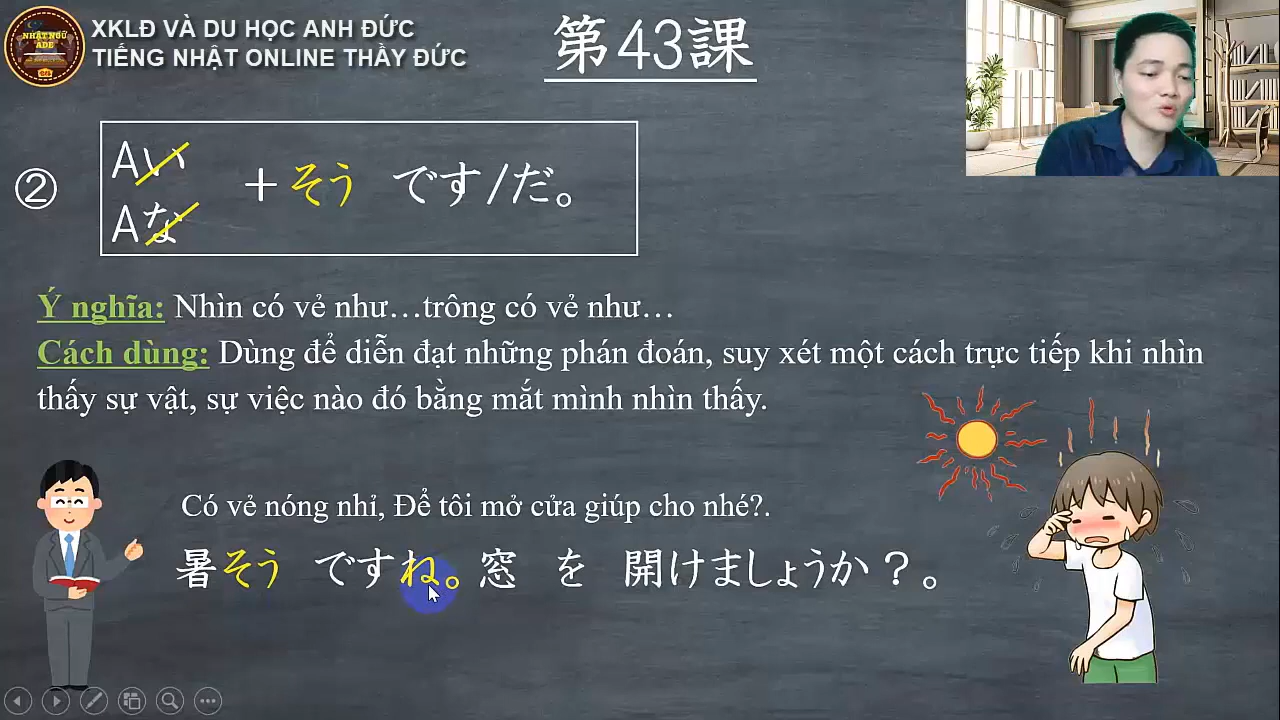 NHẬT NGỮ
ADE
XKLĐ VÀ DU HỌC ANH ĐỨC
TIẾNG NHẬT ONLINE THẦY ĐỨC
第43課
②
Aい
Aな
＋そう です/だ。
Ý nghĩa: Nhìn có vẻ như…trông có vẻ như…
Cách dùng: Dùng để diễn đạt những phán đoán, suy xét một cách trực tiếp khi nhìn
thấy sự vật, sự việc nào đó bằng mắt mình nhìn thấy.
Có vẻ nóng nhỉ, Để tôi mở cửa giúp cho nhé?.
暑そう ですね。窓 を 開けましょうか？。